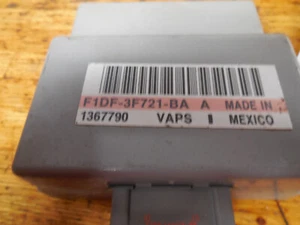 F1DF-3F721-BA A MADE IN
1367790 VAPS MEXICO